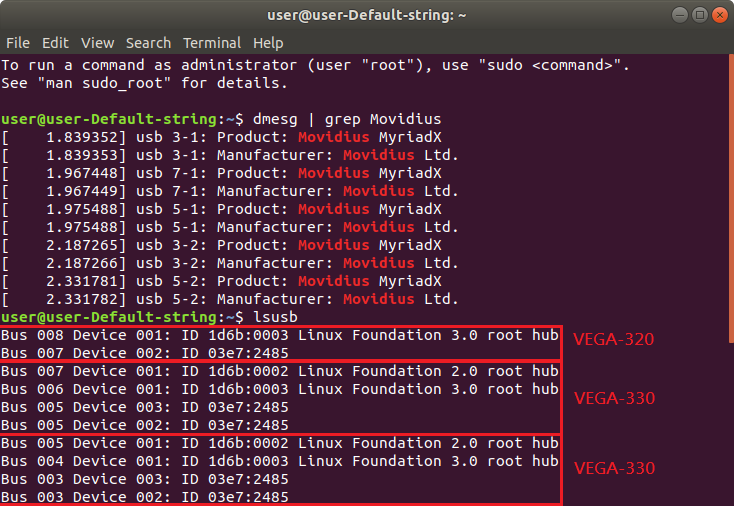 user@user-Default-string: ~
File Edit View Search Terminal Help
To run a command as administrator (user "root"), use "sudo <command>".
See "man sudo_root" for details.
user@user-Default-string:~$ dmesg | grep Movidius
[    1.839352] usb 3-1: Product: Movidius MyriadX
[    1.839353] usb 3-1: Manufacturer: Movidius Ltd.
[    1.967448] usb 7-1: Product: Movidius MyriadX
[    1.967449] usb 7-1: Manufacturer: Movidius Ltd.
[    1.975488] usb 5-1: Product: Movidius MyriadX
[    1.975488] usb 5-1: Manufacturer: Movidius Ltd.
[    2.187265] usb 3-2: Product: Movidius MyriadX
[    2.187266] usb 3-2: Manufacturer: Movidius Ltd.
[    2.331781] usb 5-2: Product: Movidius MyriadX
[    2.331782] usb 5-2: Manufacturer: Movidius Ltd.
user@user-Default-string:~$ lsusb
Bus 008 Device 001: ID 1d6b:0003 Linux Foundation 3.0 root hub
VEGA-320
Bus 007 Device 002: ID 03e7:2485
Bus 007 Device 001: ID 1d6b:0002 Linux Foundation 2.0 root hub
Bus 006 Device 001: ID 1d6b:0003 Linux Foundation 3.0 root hub
VEGA-330
Bus 005 Device 003: ID 03e7:2485
Bus 005 Device 002: ID 03e7:2485
Bus 005 Device 001: ID 1d6b:0002 Linux Foundation 2.0 root hub
Bus 004 Device 001: ID 1d6b:0003 Linux Foundation 3.0 root hub
VEGA-330
Bus 003 Device 003: ID 03e7:2485
Bus 003 Device 002: ID 03e7:2485